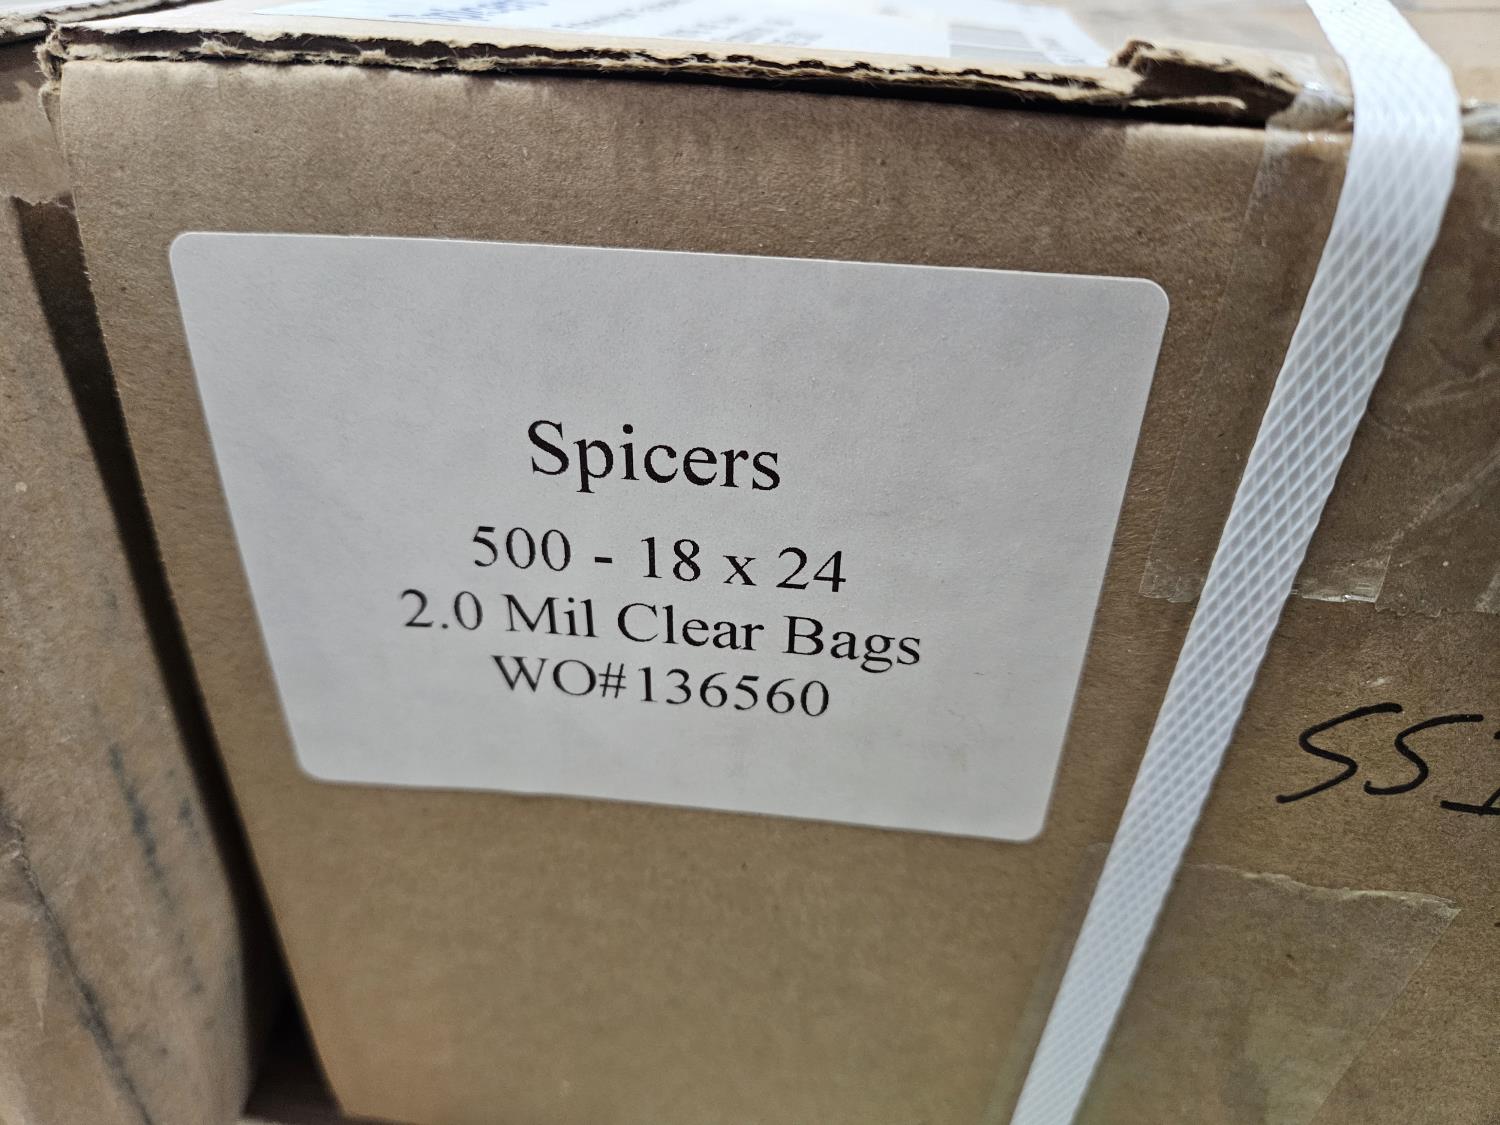 Spicers
500 - 18 x 24
2.0 Mil Clear Bags
WO#136560